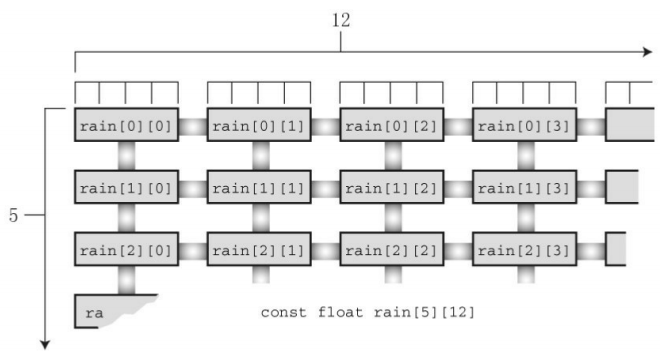 12
rain[0][0] rain[0][1] rain[0][2] rain[0][3]
rain[1][0] rain[1][1] rain[1][2] rain[1][3]
5
rain[2][0] rain[2][1] rain[2][2] rain[2][3]
ra
const float rain[5][12]